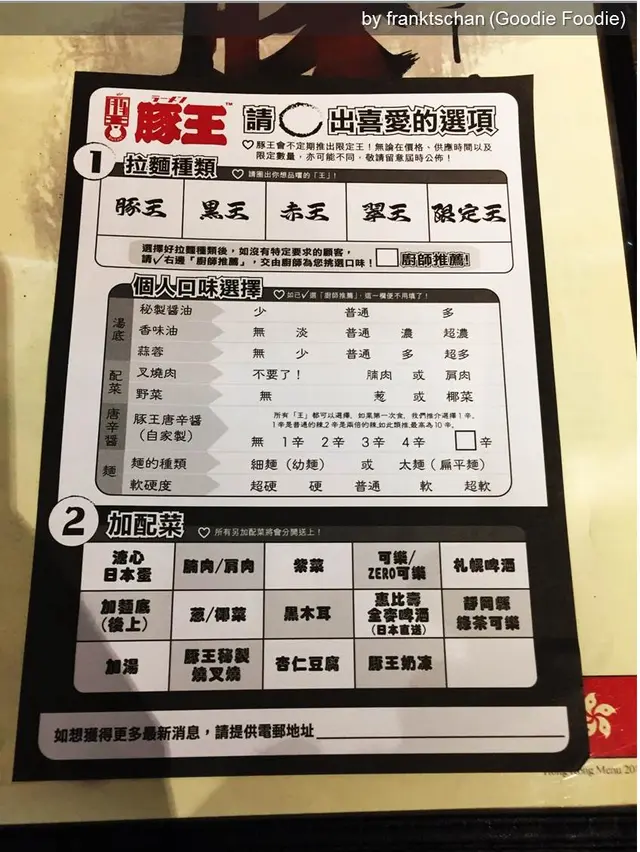 by franktschan (Goodie Foodie)
ラーメン
豚王™ 請 出喜愛的選項
♡豚王會不定期推出限定王！無論在價格、供應時間以及
限定數量，亦可能不同，敬請留意屆時公佈！
1 拉麵種類 ♡請圈出你想品嚐的「王」！
豚王 黑王 赤王 翠王 限定王
選擇好拉麵種類後，如沒有特定要求的顧客，
請✓右邊「廚師推薦」，交由廚師為您挑選口味！ □廚師推薦!
個人口味選擇 ♡如已✓選「廚師推薦」，這一欄便不用填了！
湯底
秘製醬油 少 普通 多
香味油 無 淡 普通 濃 超濃
蒜蓉 無 少 普通 多 超多
配菜
叉燒肉 不要了！ 腩肉 或 肩肉
野菜 無 葱 或 椰菜
唐辛醬
豚王唐辛醬
(自家製)
所有「王」都可以選擇，如果第一次食，我們推介選擇1辛。
1辛是普通的辣,2辛是兩倍的辣,如此類推,最高為10辛。
無 1辛 2辛 3辛 4辛 □辛
麵
麵的種類 細麵（幼麵） 或 太麵（扁平麵）
軟硬度 超硬 硬 普通 軟 超軟
2 加配菜 ♡所有另加配菜將會分開送上！
溏心
日本蛋
腩肉/肩肉
紫菜
可樂/
ZERO可樂
札幌啤酒
加麵底
（後上）
葱/椰菜
黑木耳
惠比壽
全麥啤酒
（日本直送）
靜岡縣
綠茶可樂
加湯
豚王秘製
燒叉燒
杏仁豆腐
豚王奶凍
如想獲得更多最新消息，請提供電郵地址
Hong Kong Menu 20